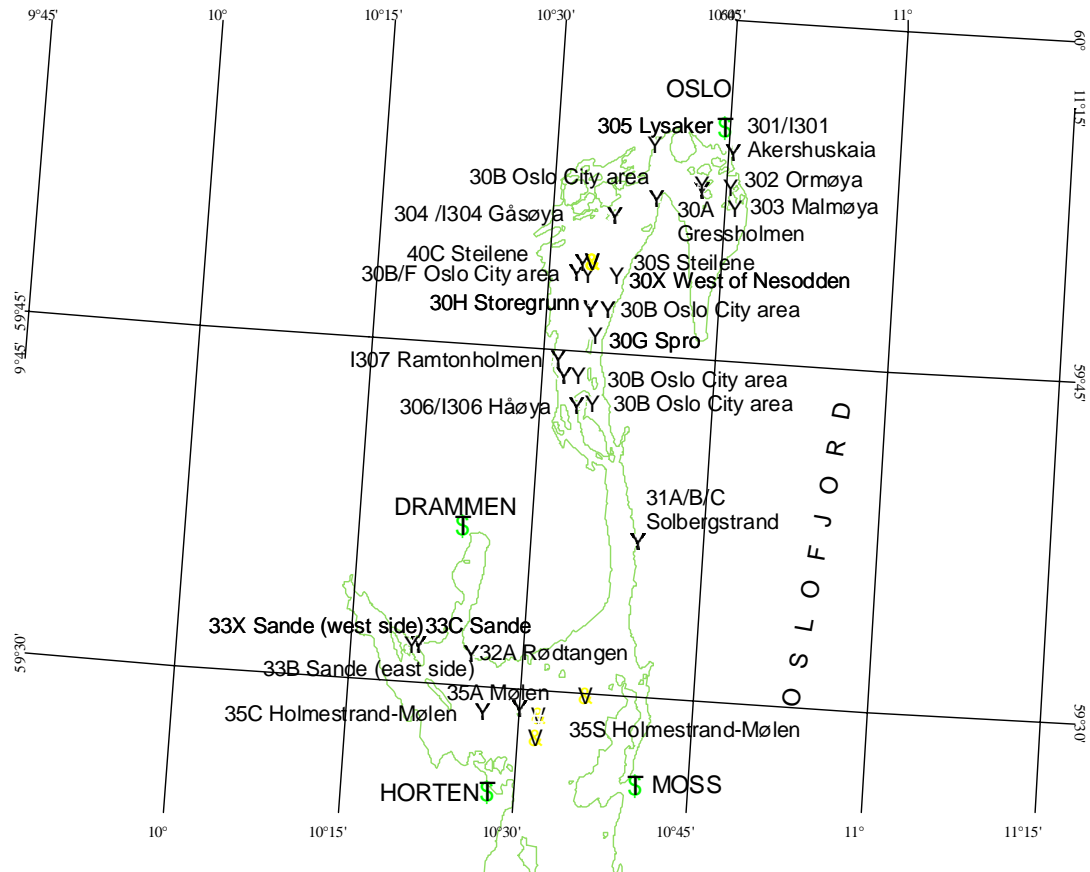 9°45'
10°
10°15'
10°30'
10°45'
11°
60°
11°15'
OSLO
305 Lysaker
301/I301
Akershuskaia
30B Oslo City area
302 Ormøya
304 /I304 Gåsøya
30A
Gressholmen
303 Malmøya
40C Steilene
30S Steilene
30B/F Oslo City area
30X West of Nesodden
30H Storegrunn
30B Oslo City area
59°45'
9°45'
30G Spro
I307 Ramtonholmen
30B Oslo City area
59°45'
306/I306 Håøya
30B Oslo City area
OSLOFJORD
31A/B/C
Solbergstrand
DRAMMEN
33X Sande (west side)
33C Sande
59°30'
32A Rødtangen
33B Sande (east side)
35A Mølen
35C Holmestrand-Mølen
35S Holmestrand-Mølen
59°30'
HORTEN
MOSS
10°
10°15'
10°30'
10°45'
11°
11°15'